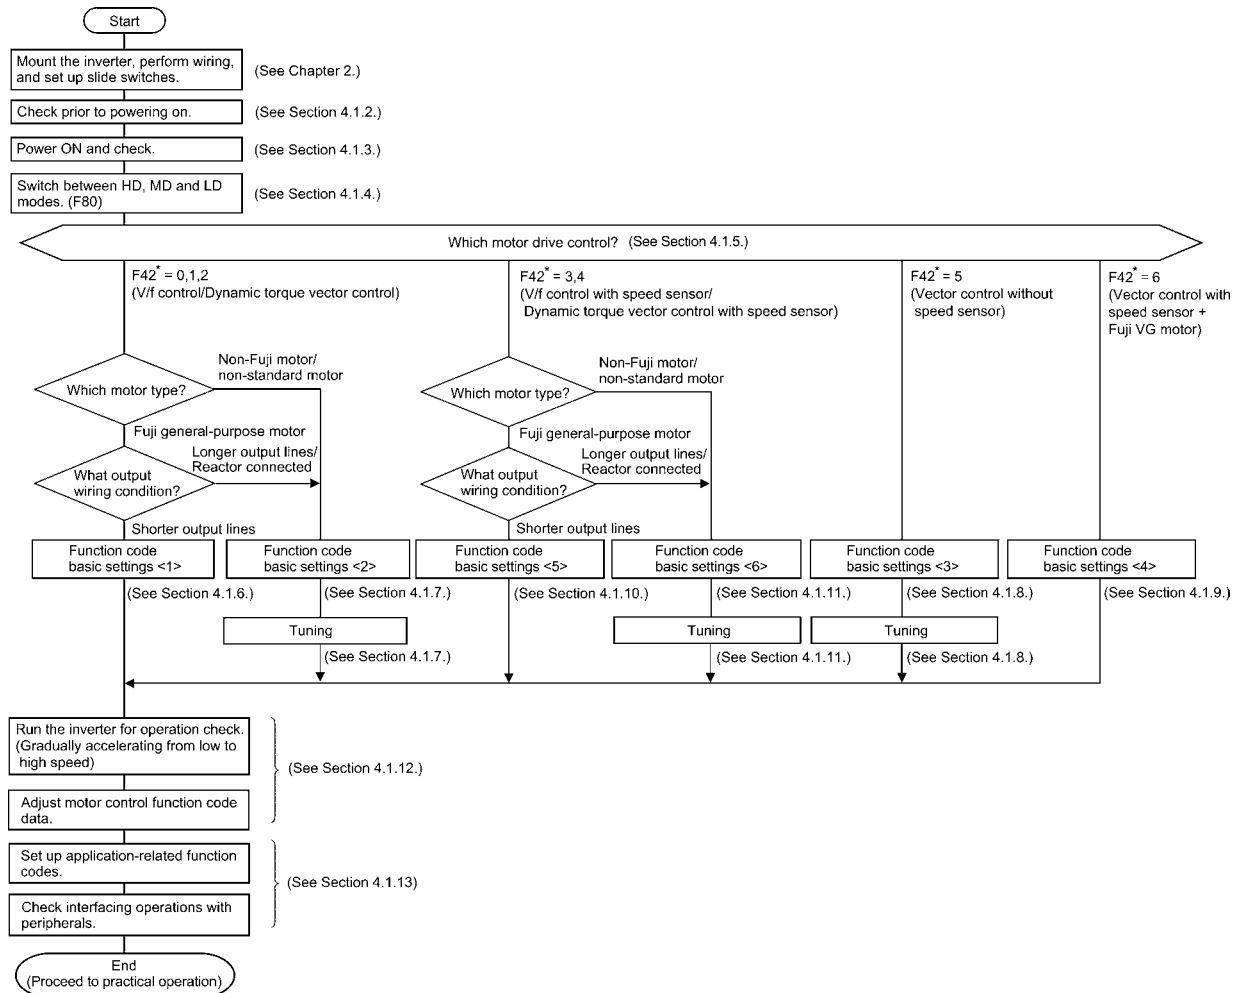 Start
Mount the inverter, perform wiring,
and set up slide switches.
(See Chapter 2.)
Check prior to powering on.
(See Section 4.1.2.)
Power ON and check.
(See Section 4.1.3.)
Switch between HD, MD and LD
modes. (F80)
(See Section 4.1.4.)
Which motor drive control? (See Section 4.1.5.)
F42* = 0,1,2
(V/f control/Dynamic torque vector control)
F42* = 3,4
(V/f control with speed sensor/
Dynamic torque vector control with speed sensor)
F42* = 5
(Vector control without
speed sensor)
F42* = 6
(Vector control with
speed sensor +
Fuji VG motor)
Which motor type?
Non-Fuji motor/
non-standard motor
Fuji general-purpose motor
What output
wiring condition?
Longer output lines/
Reactor connected
Shorter output lines
Which motor type?
Non-Fuji motor/
non-standard motor
Fuji general-purpose motor
What output
wiring condition?
Longer output lines/
Reactor connected
Shorter output lines
Function code
basic settings <1>
(See Section 4.1.6.)
Function code
basic settings <2>
(See Section 4.1.7.)
Function code
basic settings <5>
(See Section 4.1.10.)
Function code
basic settings <6>
(See Section 4.1.11.)
Function code
basic settings <3>
(See Section 4.1.8.)
Function code
basic settings <4>
(See Section 4.1.9.)
Tuning
(See Section 4.1.7.)
Tuning
(See Section 4.1.11.)
Tuning
(See Section 4.1.8.)
Run the inverter for operation check.
(Gradually accelerating from low to
high speed)
Adjust motor control function code
data.
(See Section 4.1.12.)
Set up application-related function
codes.
Check interfacing operations with
peripherals.
(See Section 4.1.13)
End
(Proceed to practical operation)